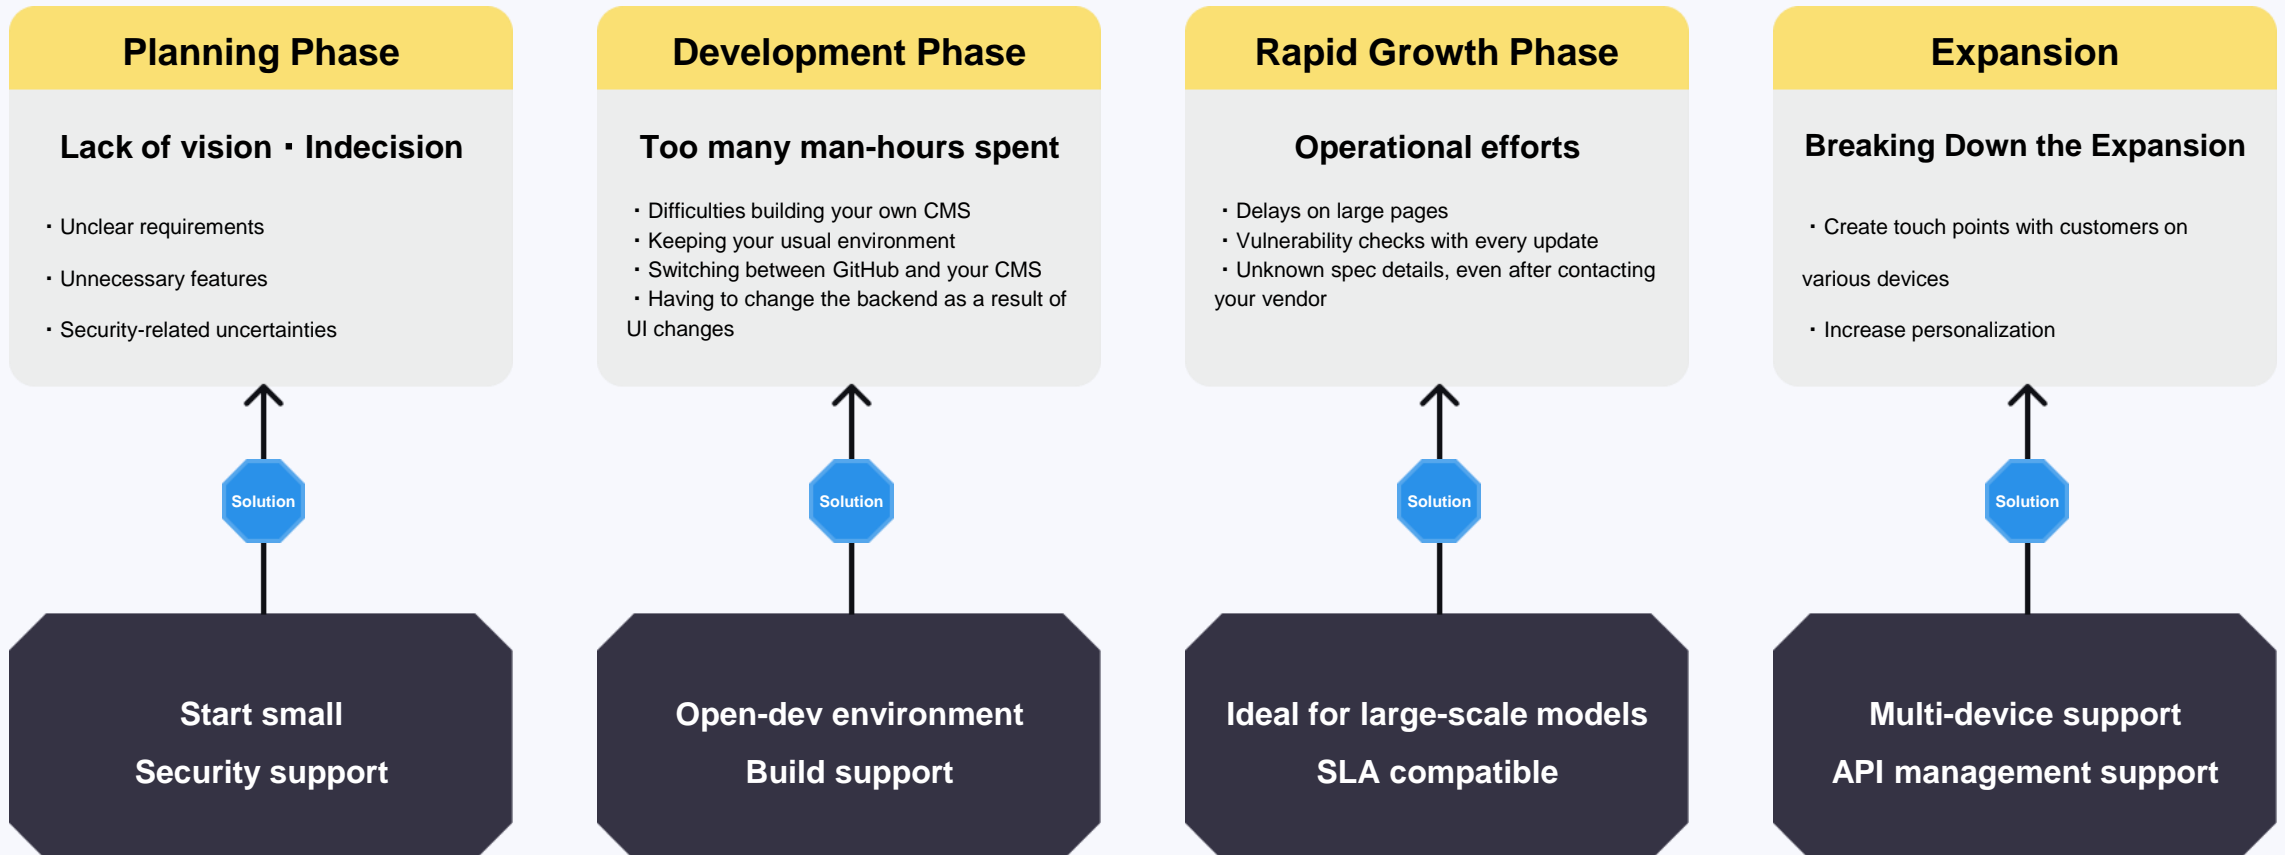 Planning Phase
Lack of vision・Indecision
・Unclear requirements
・Unnecessary features
・Security-related uncertainties
Solution
Start small
Security support
Development Phase
Too many man-hours spent
・Difficulties building your own CMS
・Keeping your usual environment
・Switching between GitHub and your CMS
・Having to change the backend as a result of
UI changes
Solution
Open-dev environment
Build support
Rapid Growth Phase
Operational efforts
・Delays on large pages
・Vulnerability checks with every update
・Unknown spec details, even after contacting
your vendor
Solution
Ideal for large-scale models
SLA compatible
Expansion
Breaking Down the Expansion
・Create touch points with customers on
various devices
・Increase personalization
Solution
Multi-device support
API management support